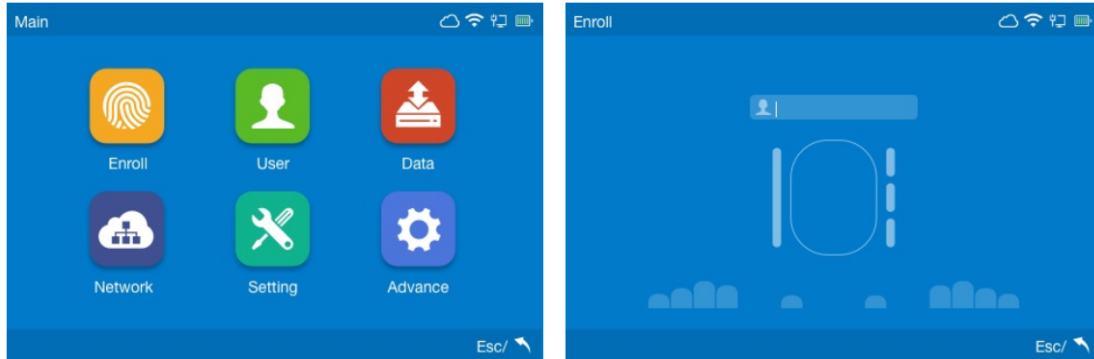 Main
Enroll User Data
Network Setting Advance
Esc/
Enroll
Esc/